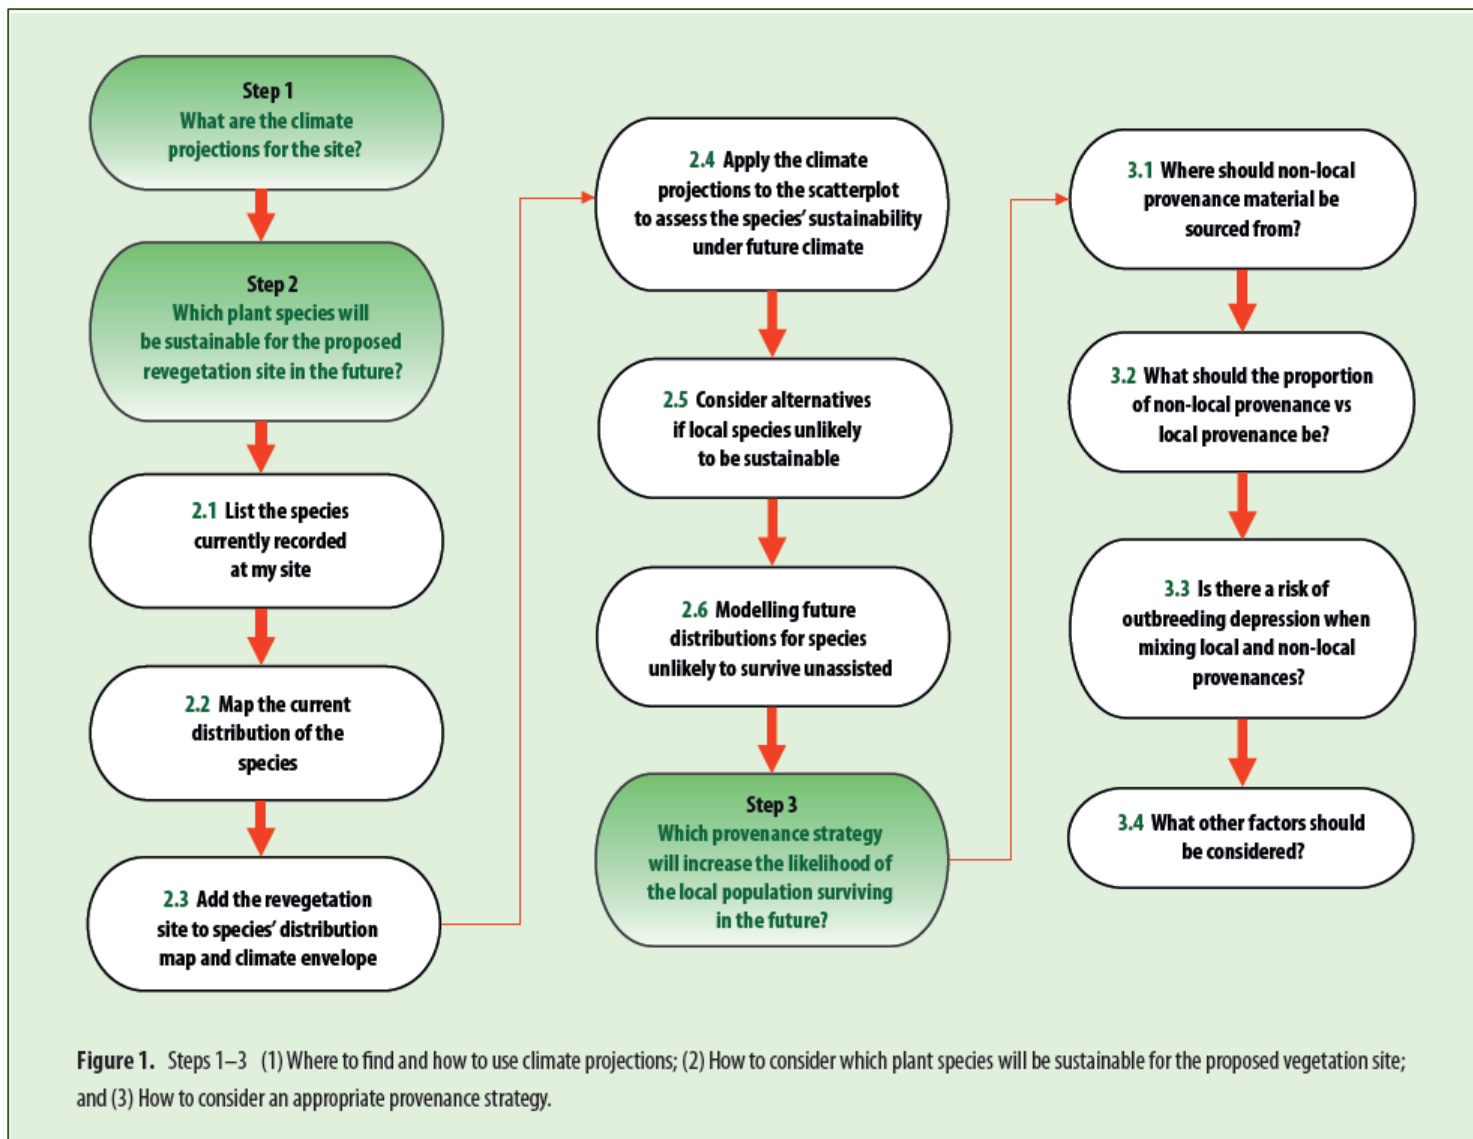 Step 1
What are the climate
projections for the site?
Step 2
Which plant species will
be sustainable for the proposed
revegetation site in the future?
2.1 List the species
currently recorded
at my site
2.2 Map the current
distribution of the
species
2.3 Add the revegetation
site to species’ distribution
map and climate envelope
2.4 Apply the climate
projections to the scatterplot
to assess the species’ sustainability
under future climate
2.5 Consider alternatives
if local species unlikely
to be sustainable
2.6 Modelling future
distributions for species
unlikely to survive unassisted
Step 3
Which provenance strategy
will increase the likelihood of
the local population surviving
in the future?
3.1 Where should non-local
provenance material be
sourced from?
3.2 What should the proportion
of non-local provenance vs
local provenance be?
3.3 Is there a risk of
outbreeding depression when
mixing local and non-local
provenances?
3.4 What other factors should
be considered?
Figure 1. Steps 1–3 (1) Where to find and how to use climate projections; (2) How to consider which plant species will be sustainable for the proposed vegetation site;
and (3) How to consider an appropriate provenance strategy.